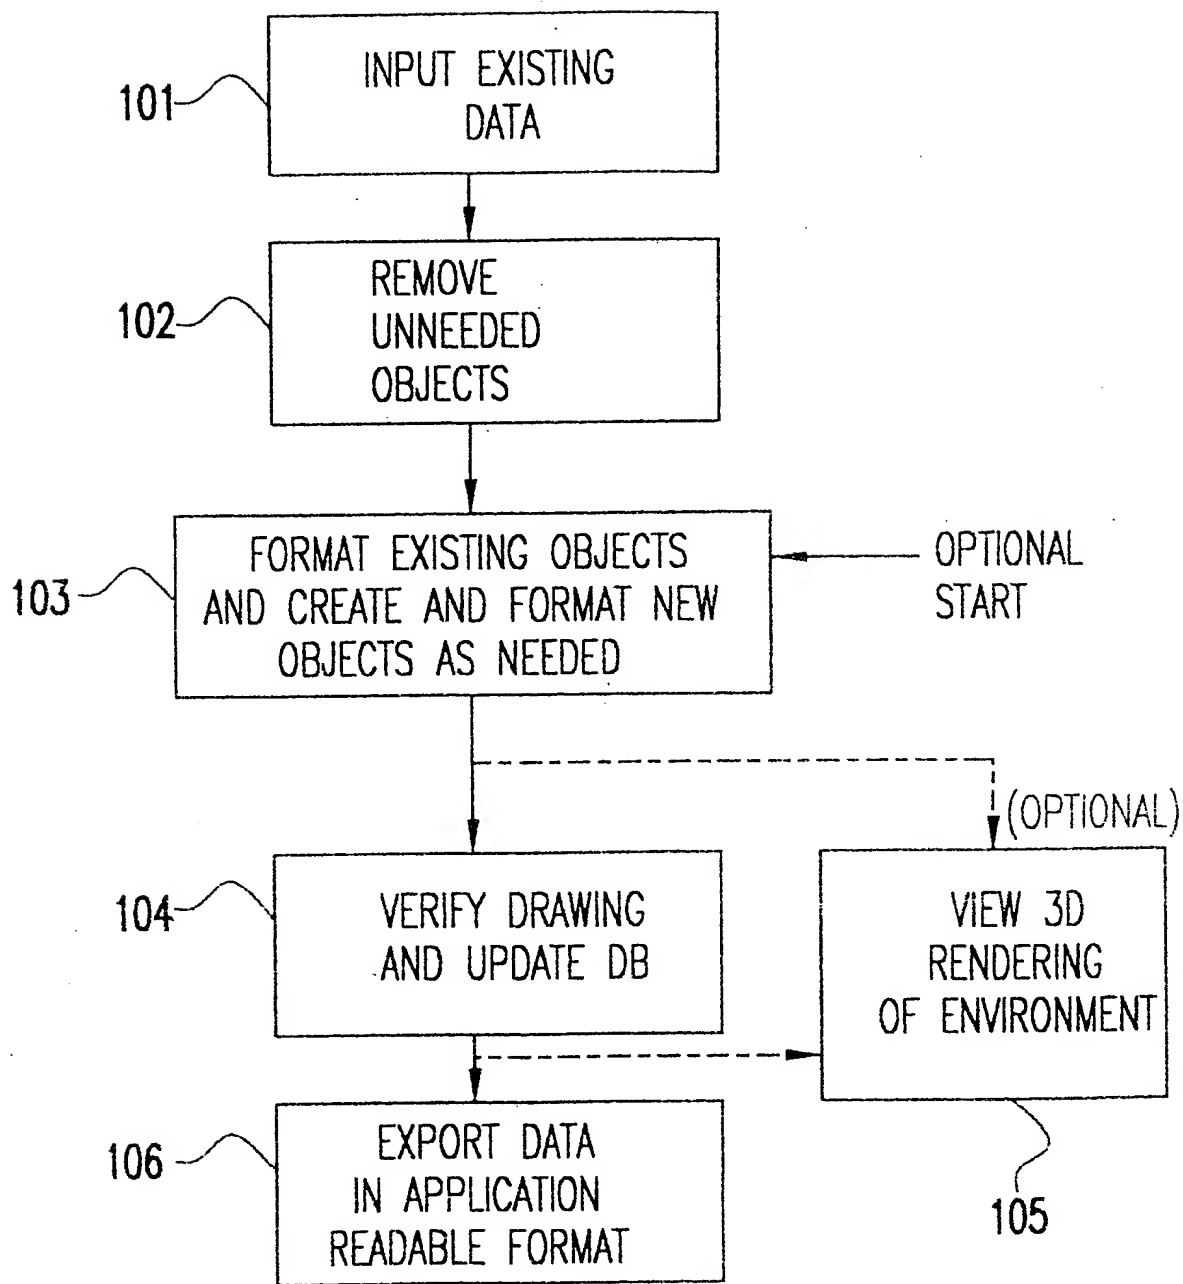 101
INPUT EXISTING
DATA
102
REMOVE
UNNEEDED
OBJECTS
103
FORMAT EXISTING OBJECTS
AND CREATE AND FORMAT NEW
OBJECTS AS NEEDED
OPTIONAL
START
(OPTIONAL)
104
VERIFY DRAWING
AND UPDATE DB
VIEW 3D
RENDERING
OF ENVIRONMENT
105
106
EXPORT DATA
IN APPLICATION
READABLE FORMAT